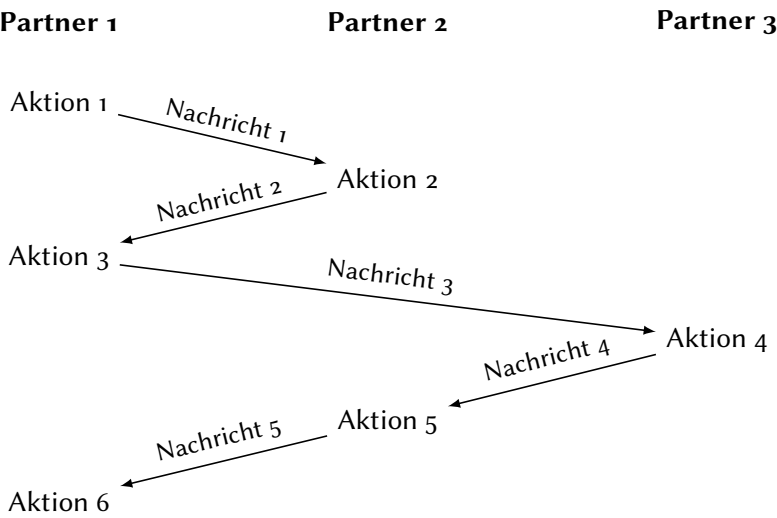 Partner 1 Partner 2 Partner 3
Aktion 1
Nachricht 1
Aktion 2
Nachricht 2
Aktion 3
Nachricht 3
Aktion 4
Nachricht 4
Aktion 5
Nachricht 5
Aktion 6